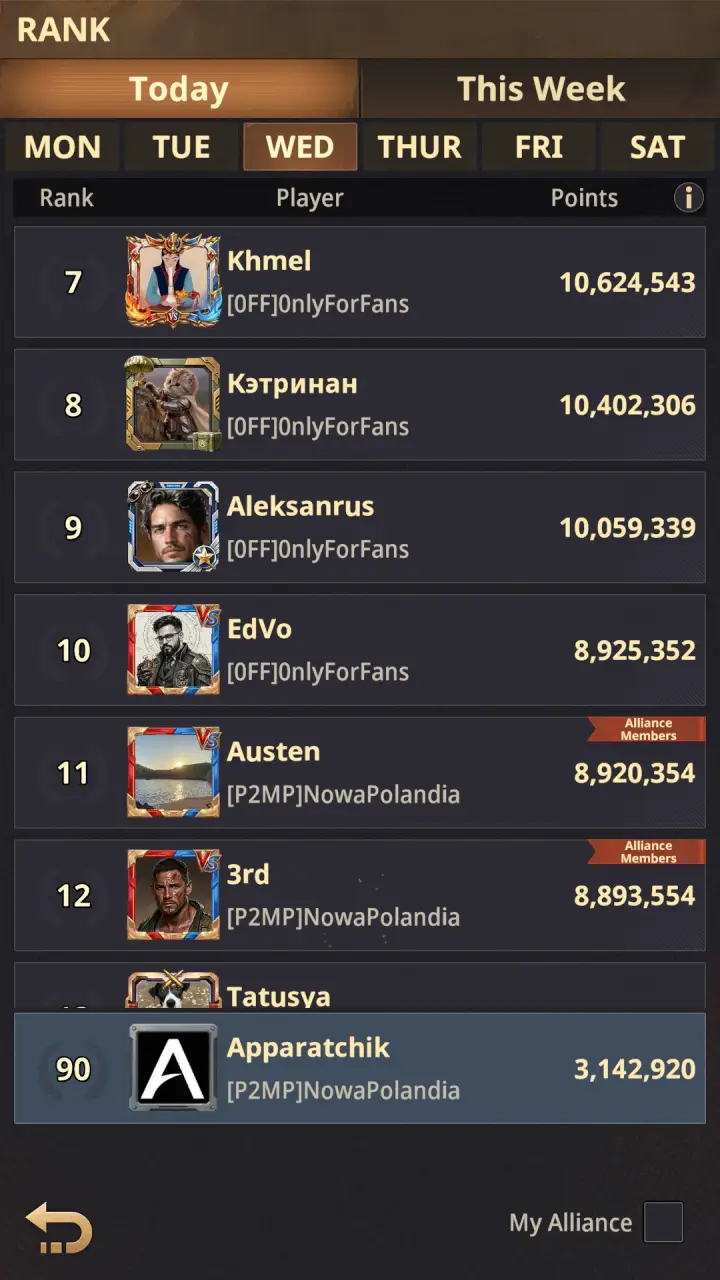 RANK
Today This Week
MON TUE WED THUR FRI SAT
Rank Player Points
7 Khmel 10,624,543
[0FF]0nlyForFans
8 Кэтринан 10,402,306
[0FF]0nlyForFans
9 Aleksanrus 10,059,339
[0FF]0nlyForFans
10 EdVo 8,925,352
[0FF]0nlyForFans
Alliance
Members
11 Austen 8,920,354
[P2MP]NowaPolandia
Alliance
Members
12 3rd 8,893,554
[P2MP]NowaPolandia
Tatusya
90 Apparatchik 3,142,920
[P2MP]NowaPolandia
My Alliance